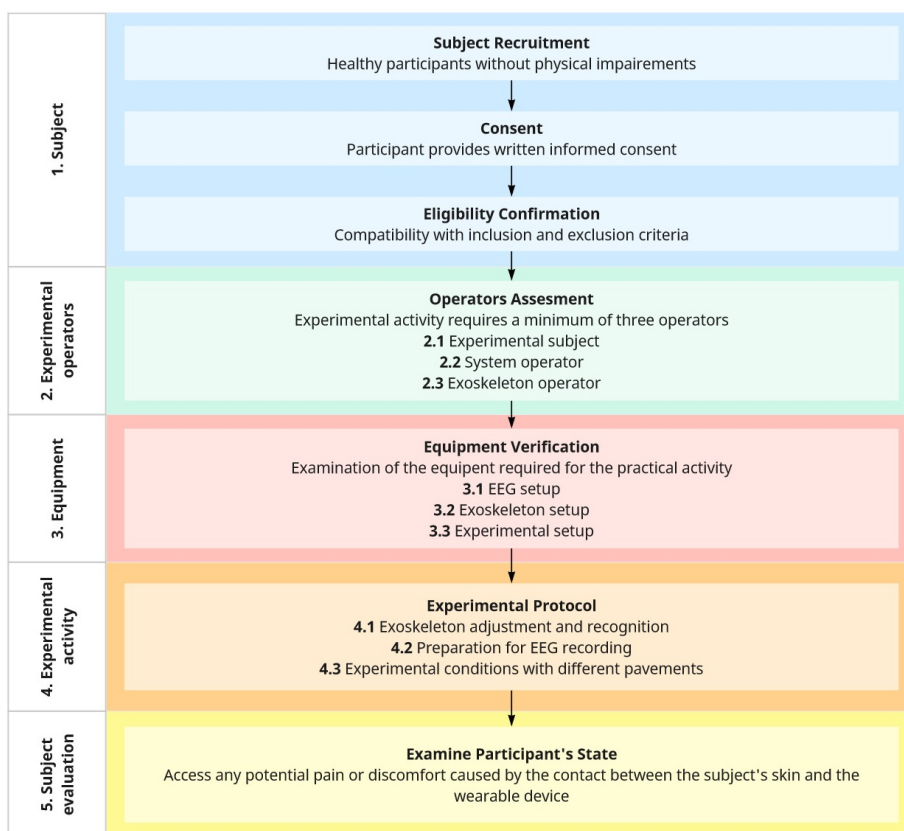 1. Subject
Subject Recruitment
Healthy participants without physical impairements
Consent
Participant provides written informed consent
Eligibility Confirmation
Compatibility with inclusion and exclusion criteria
2. Experimental
operators
Operators Assesment
Experimental activity requires a minimum of three operators
2.1 Experimental subject
2.2 System operator
2.3 Exoskeleton operator
3. Equipment
Equipment Verification
Examination of the equipent required for the practical activity
3.1 EEG setup
3.2 Exoskeleton setup
3.3 Experimental setup
4. Experimental
activity
Experimental Protocol
4.1 Exoskeleton adjustment and recognition
4.2 Preparation for EEG recording
4.3 Experimental conditions with different pavements
5. Subject
evaluation
Examine Participant's State
Access any potential pain or discomfort caused by the contact between the subject's skin and the
wearable device